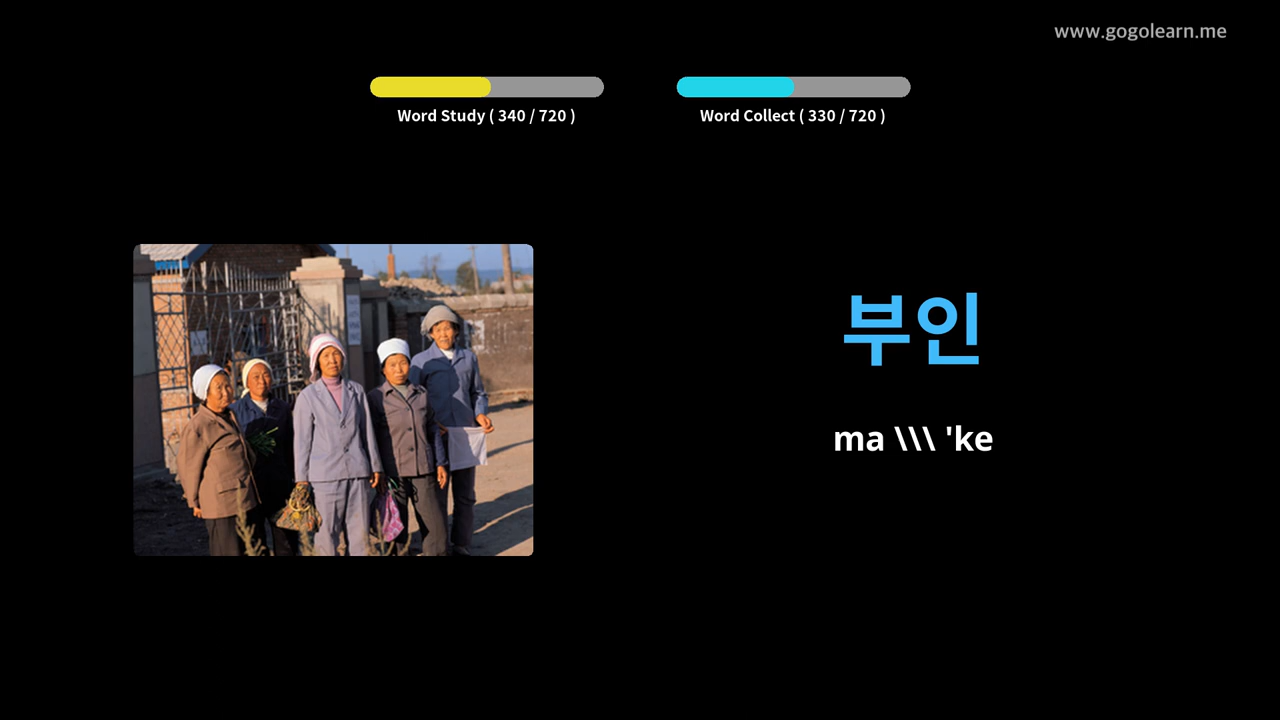 www.gogolearn.me
Word Study ( 340 / 720 )
Word Collect ( 330 / 720 )
부인
ma \\\ 'ke